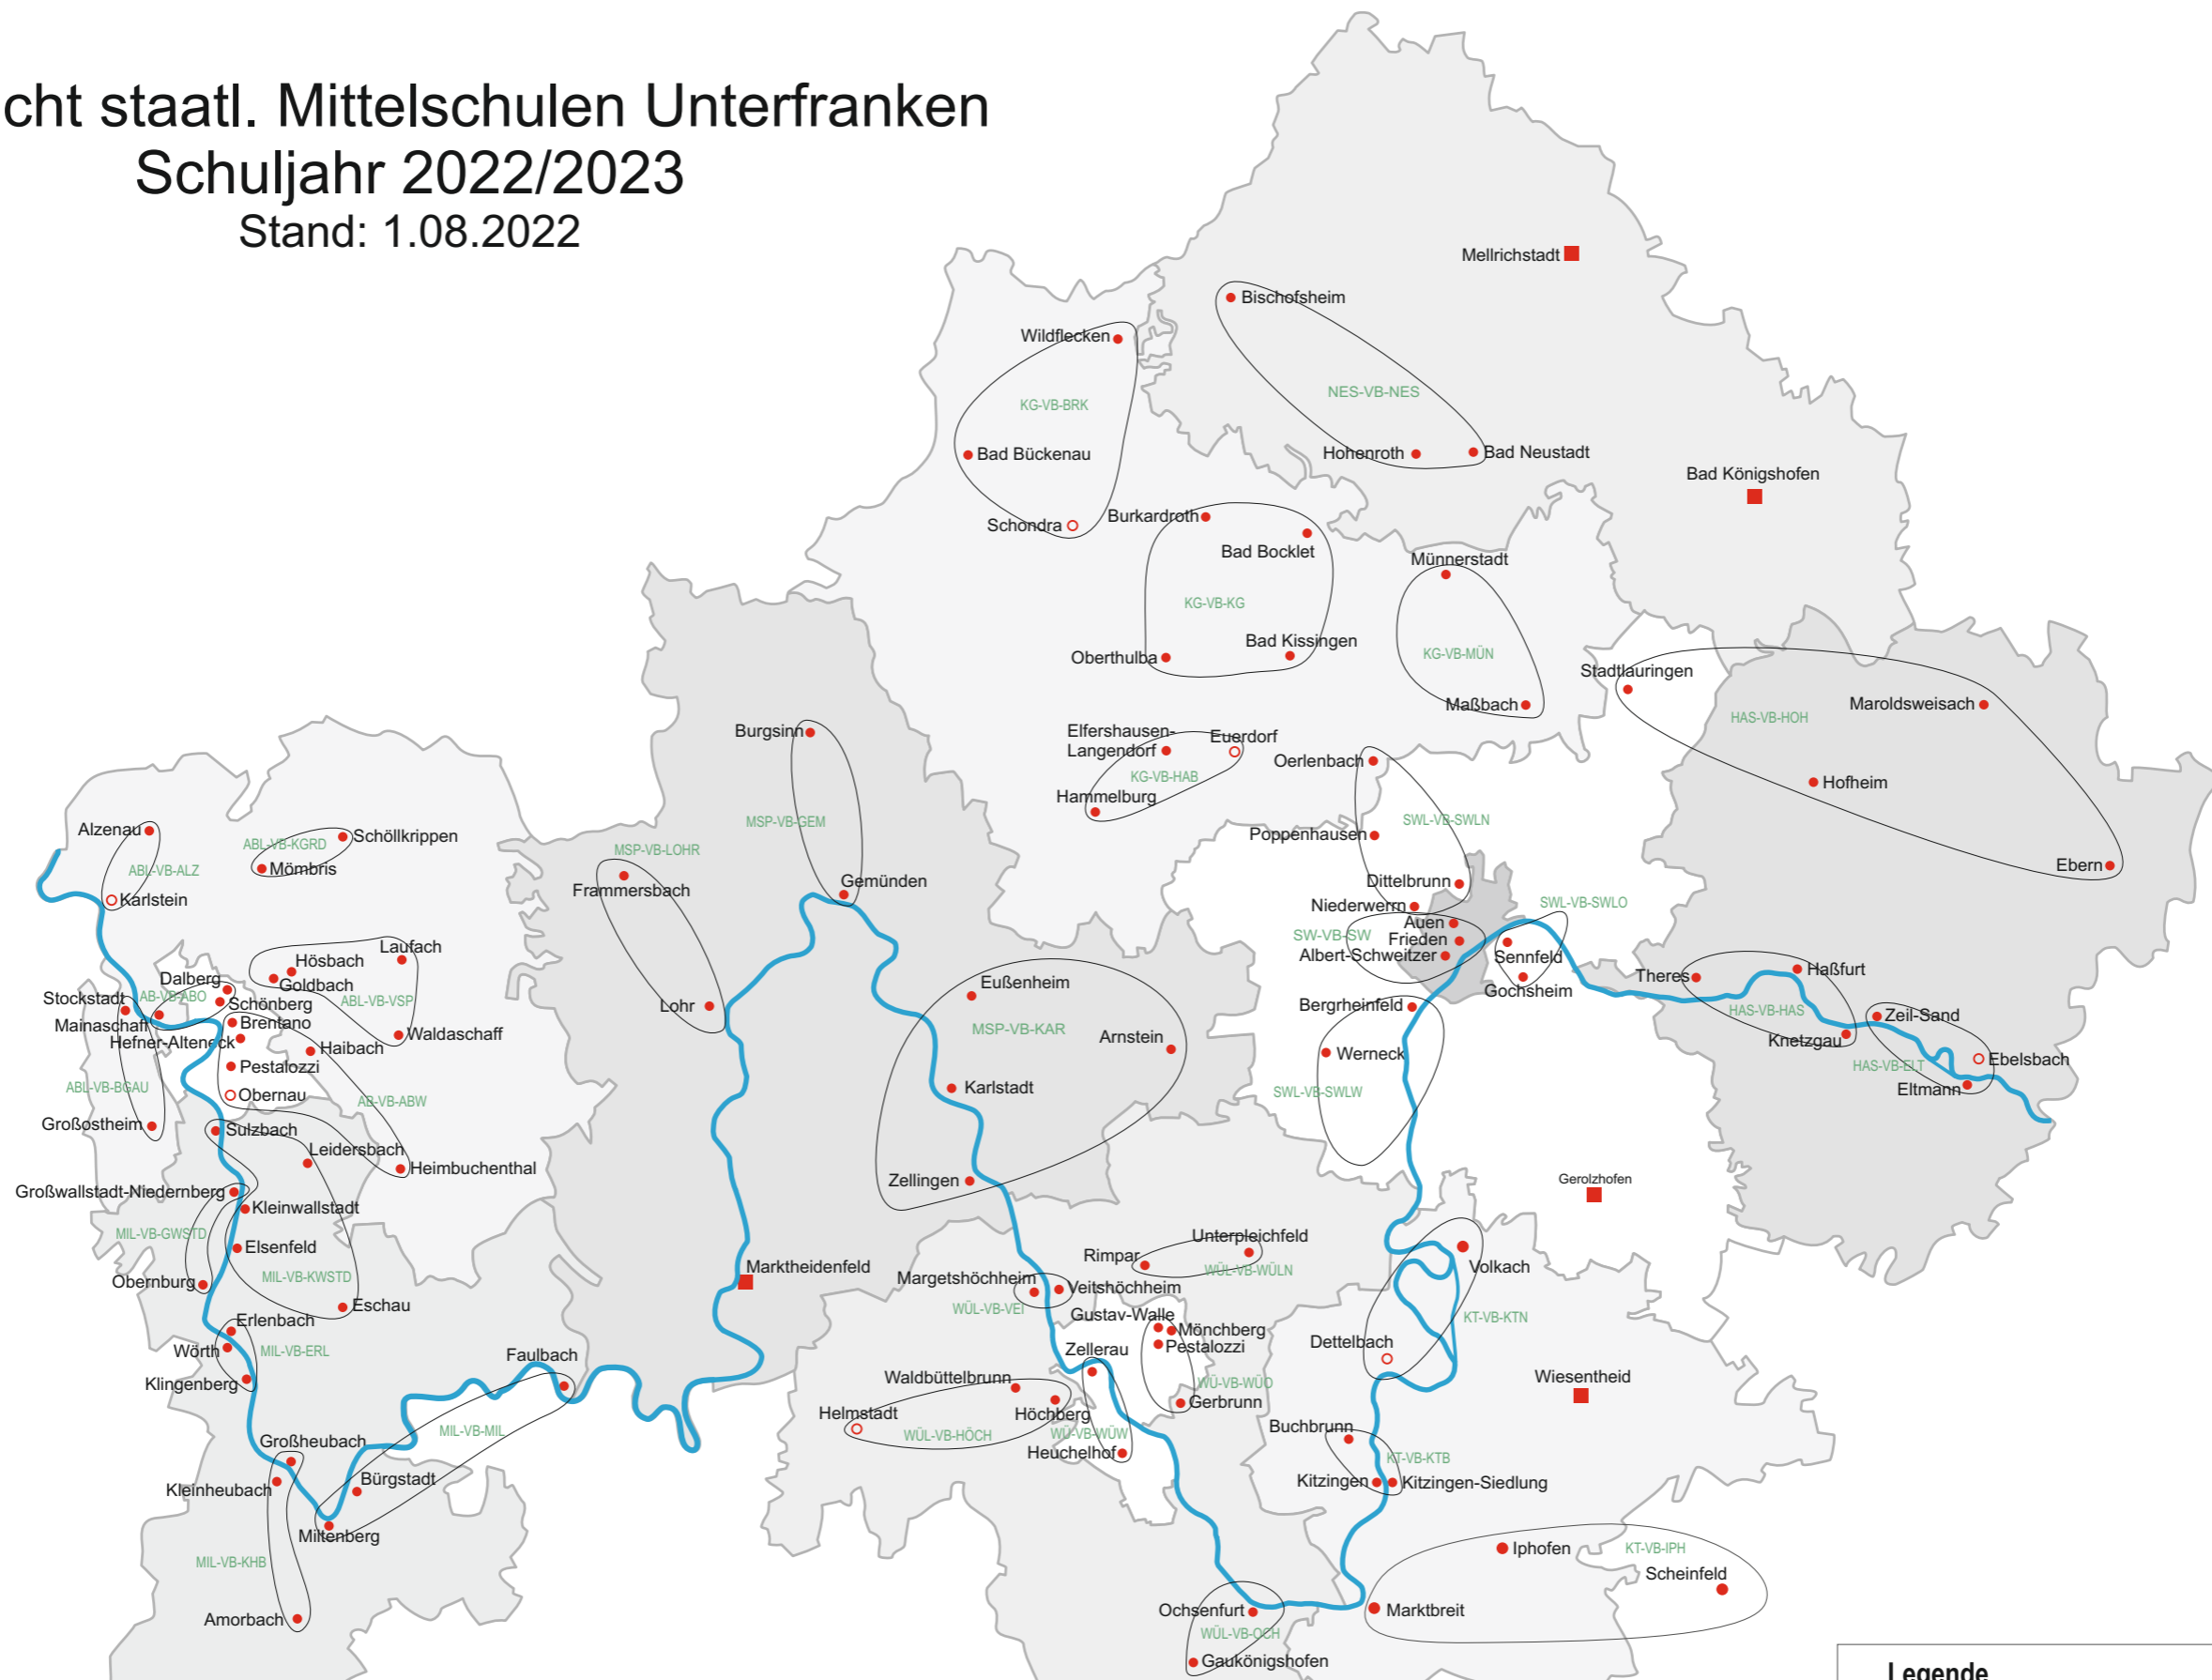 cht staatl. Mittelschulen Unterfranken
Schuljahr 2022/2023
Stand: 1.08.2022
Mellrichstadt
Bischofsheim
Wildflecken
NES-VB-NES
KG-VB-BRK
Hohenroth
Bad Neustadt
Bad Bückenau
Bad Königshofen
Schondra
Burkardroth
Bad Bocklet
Münnerstadt
KG-VB-KG
Bad Kissingen
Oberthulba
KG-VB-MÜN
Maßbach
Stadtlauringen
Maroldsweisach
HAS-VB-HOH
Hofheim
Ebern
Burgsinn
MSP-VB-GEM
Gemünden
Elfershausen-
Langendorf
Euerdorf
KG-VB-HAB
Hammelburg
Oerlenbach
SWL-VB-SWLN
Poppenhausen
Dittelbrunn
Niederwerrn
Auen
SW-VB-SW
Frieden
Albert-Schweitzer
SWL-VB-SWLO
Sennfeld
Gochsheim
Theres
Haßfurt
HAS-VB-HAS
Knetzgau
Zeil-Sand
HAS-VB-ELT
Ebelsbach
Eltmann
Alzenau
ABL-VB-ALZ
Karlstein
ABL-VB-KGRD
Schöllkrippen
Mömbris
MSP-VB-LOHR
Frammersbach
Lohr
Laufach
Hösbach
Goldbach
ABL-VB-VSP
Waldaschaff
Dalberg
AB-VB-ABO
Schönberg
Stockstadt
Mainaschaff
Brentano
Hefner-Alteneck
Haibach
Pestalozzi
ABL-VB-BGAU
Obernau
AB-VB-ABW
Großostheim
Sulzbach
Leidersbach
Heimbuchenthal
Großwallstadt-Niedernberg
Kleinwallstadt
MIL-VB-GWSTD
Elsenfeld
MIL-VB-KWSTD
Obernburg
Eschau
Erlenbach
Wörth
MIL-VB-ERL
Klingenberg
Faulbach
MIL-VB-MIL
Großheubach
Kleinheubach
Bürgstadt
Miltenberg
MIL-VB-KHB
Amorbach
Eußenheim
MSP-VB-KAR
Arnstein
Karlstadt
Zellingen
Bergrheinfeld
Werneck
SWL-VB-SWLW
Gerolzhofen
Marktheidenfeld
Unterpleichfeld
Rimpar
WÜL-VB-WÜLN
Margetshöchheim
Veitshöchheim
WÜL-VB-VEI
Gustav-Walle
Mönchberg
Pestalozzi
Zellerau
WÜ-VB-WÜO
Gerbrunn
Waldbüttelbrunn
Helmstadt
Höchberg
WÜL-VB-HÖCH
WÜ-VB-WÜW
Heuchelhof
Volkach
KT-VB-KTN
Dettelbach
Wiesentheid
Buchbrunn
KT-VB-KTB
Kitzingen
Kitzingen-Siedlung
Iphofen
KT-VB-IPH
Scheinfeld
Marktbreit
Ochsenfurt
WÜL-VB-OCH
Gaukönigshofen
Legende